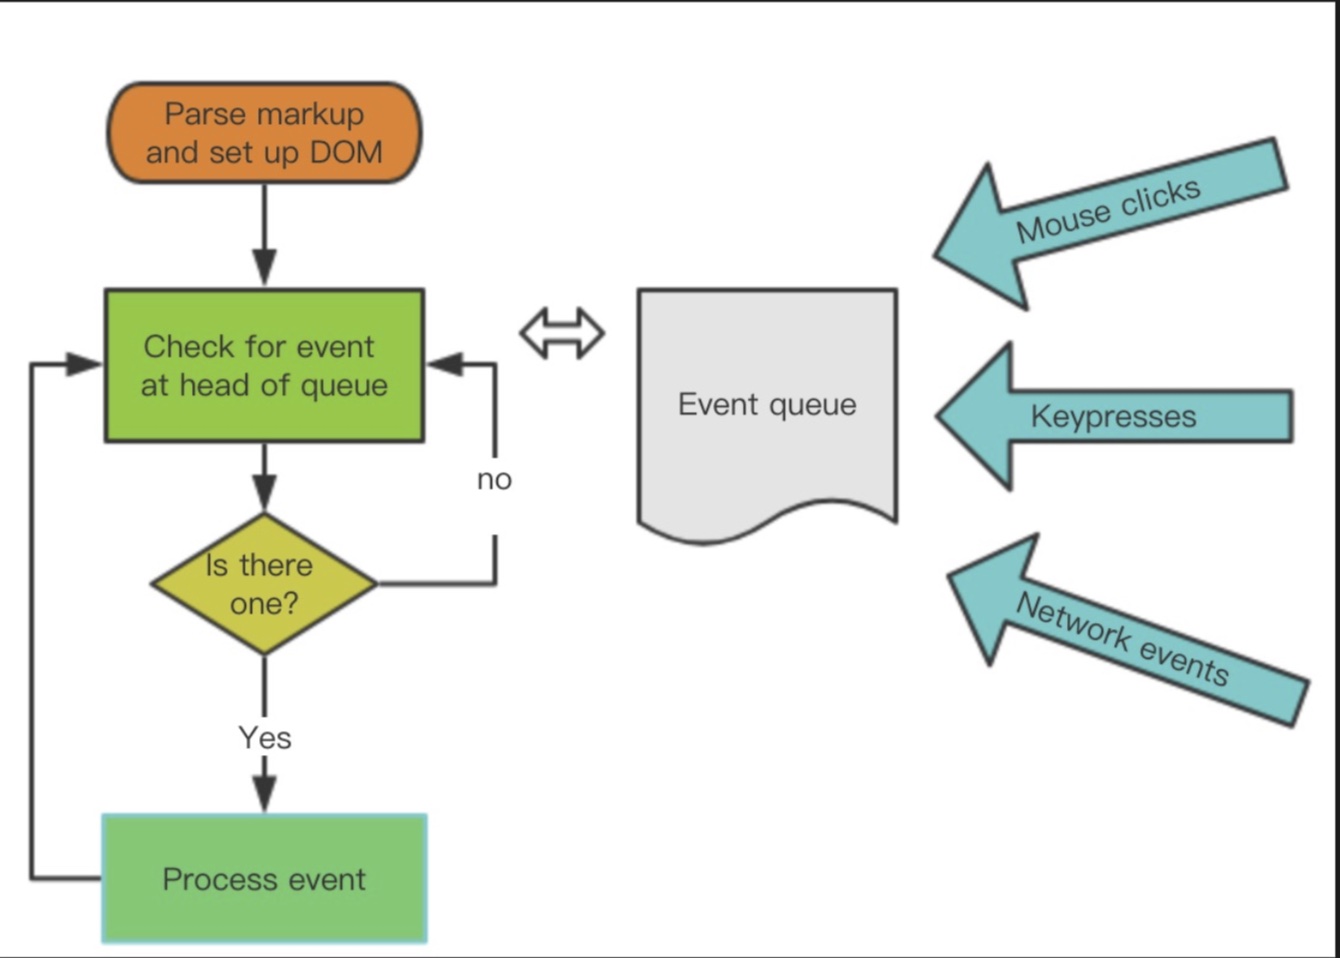 Parse markup
and set up DOM
Check for event
at head of queue
no
Is there
one?
Yes
Process event
Event queue
Mouse clicks
Keypresses
Network events